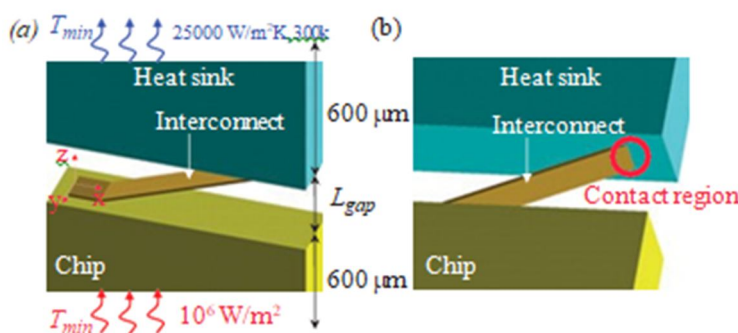 (a) T_min 25000 W/m²K, 300k
Heat sink
Interconnect
600 μm
z
y x
L_gap
Chip
600 μm
T_min 10⁶ W/m²
(b)
Heat sink
Interconnect
Contact region
Chip